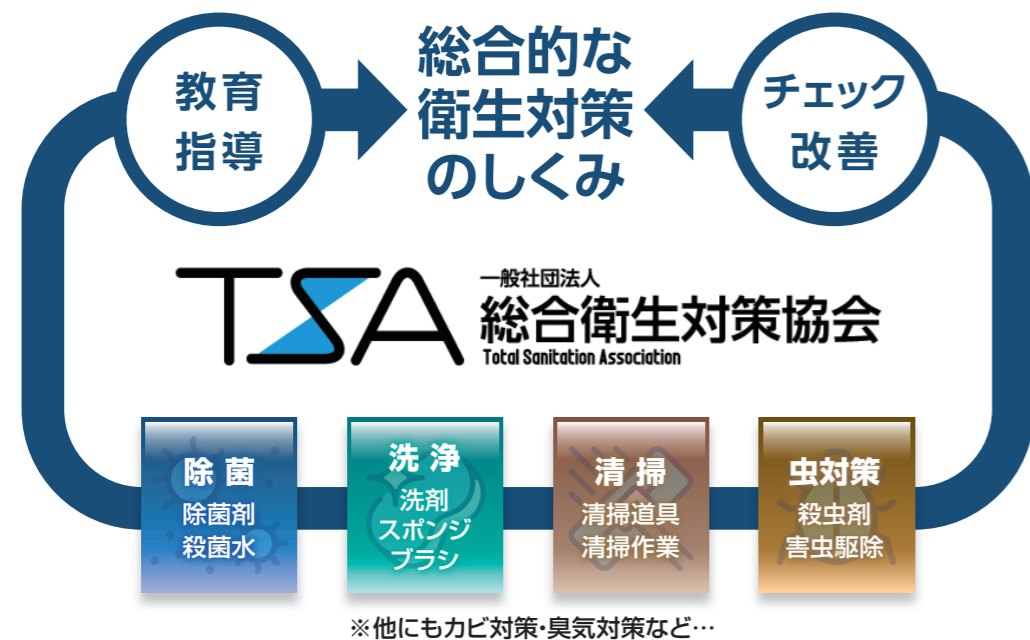 教育
指導
総合的な
衛生対策
のしくみ
チェック
改善
TSA
一般社団法人
総合衛生対策協会
Total Sanitation Association
除菌
除菌剤
殺菌水
洗浄
洗剤
スポンジ
ブラシ
清掃
清掃道具
清掃作業
虫対策
殺虫剤
害虫駆除
※他にもカビ対策・臭気対策など…